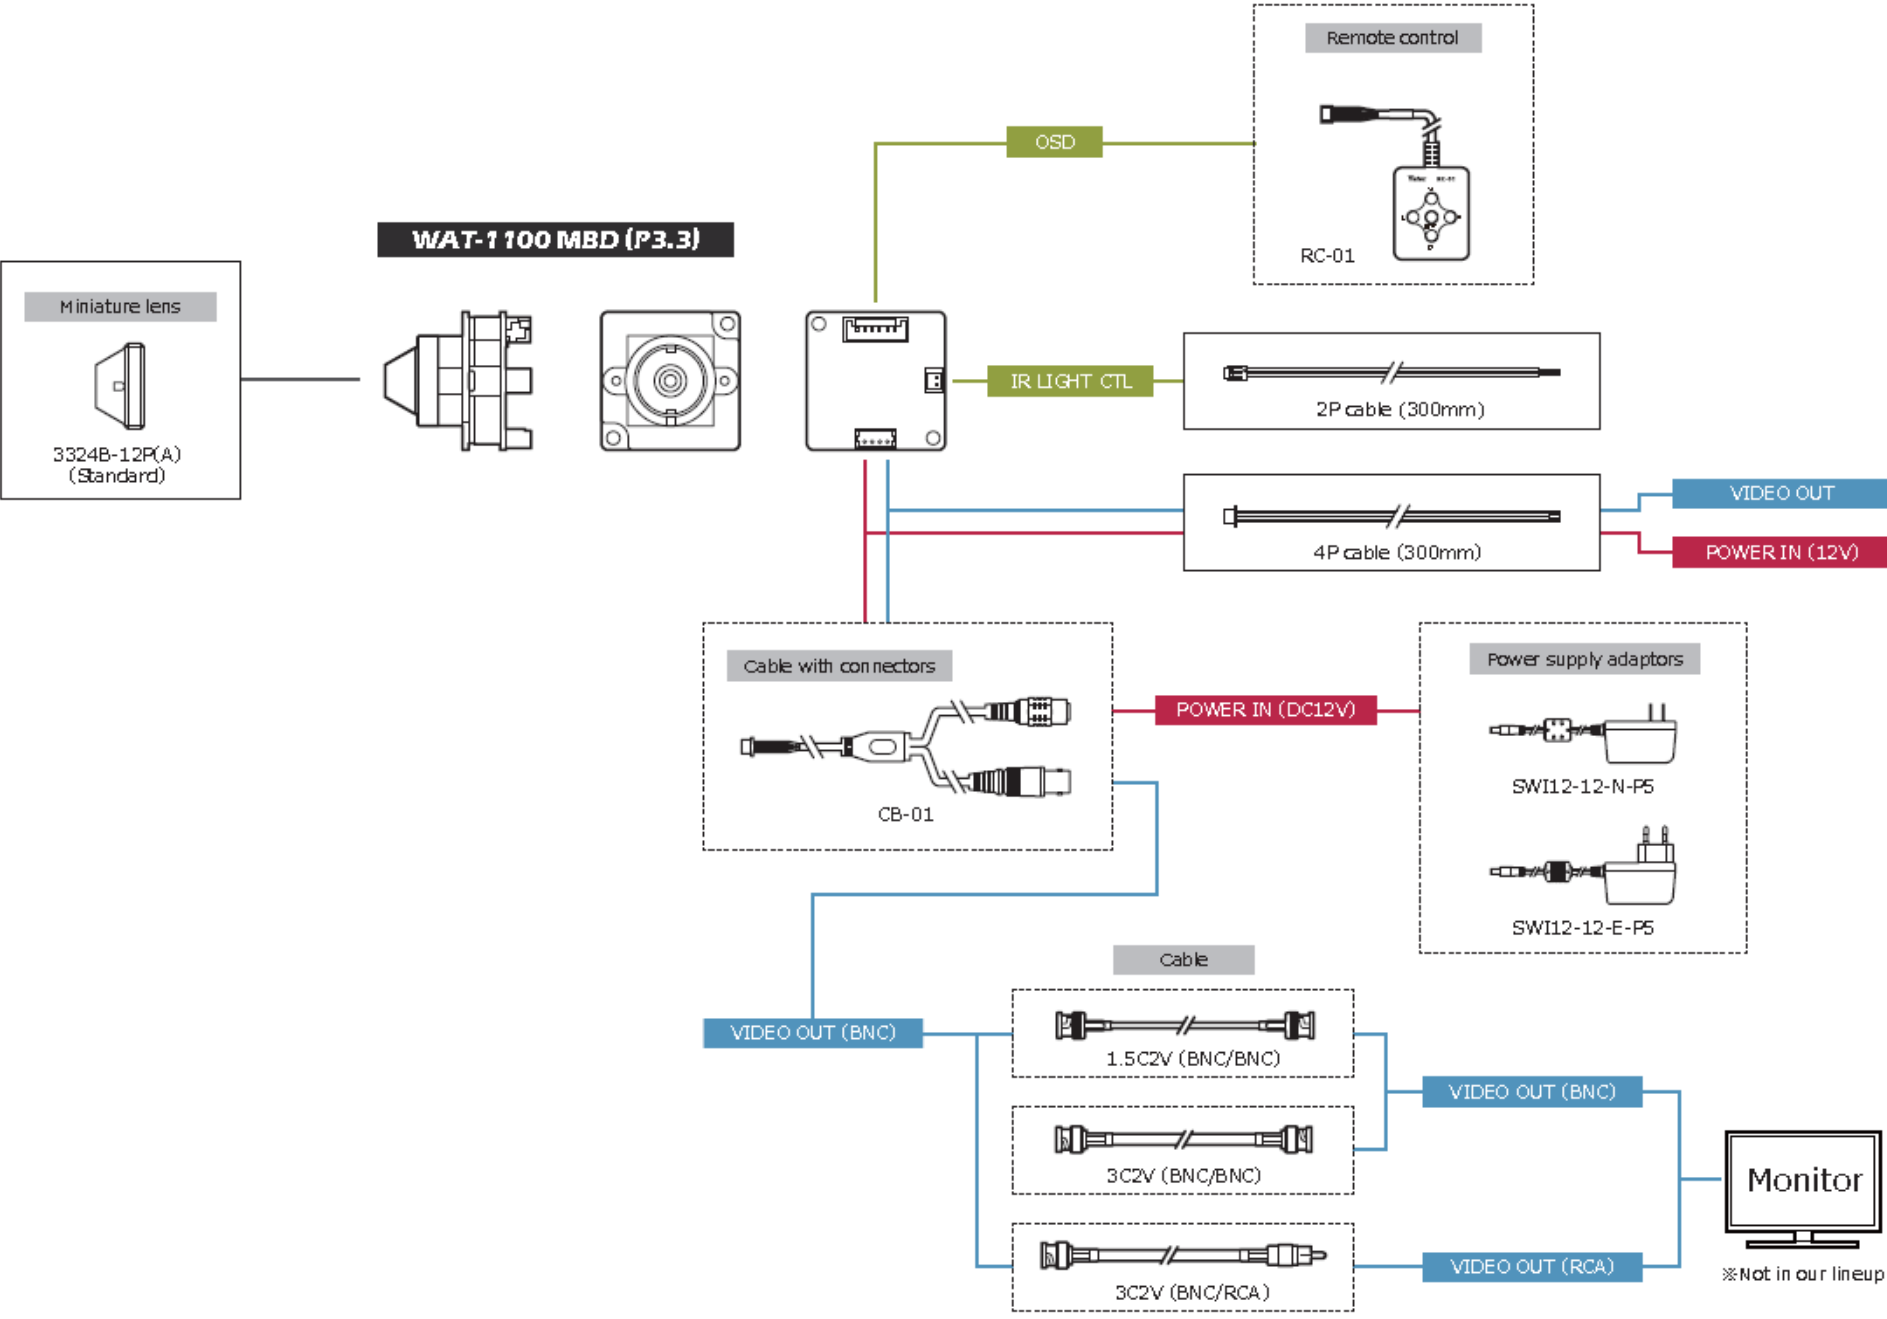 Remote control
OSD
RC-01
WAT-1100 MBD (P3.3)
Miniature lens
3324B-12P(A)
(Standard)
IR LIGHT CTL
2P cable (300mm)
4P cable (300mm)
VIDEO OUT
POWER IN (12V)
Cable with connectors
CB-01
POWER IN (DC12V)
Power supply adaptors
SWI12-12-N-P5
SWI12-12-E-P5
Cable
VIDEO OUT (BNC)
1.5C2V (BNC/BNC)
3C2V (BNC/BNC)
3C2V (BNC/RCA)
VIDEO OUT (BNC)
VIDEO OUT (RCA)
Monitor
※Not in our lineup